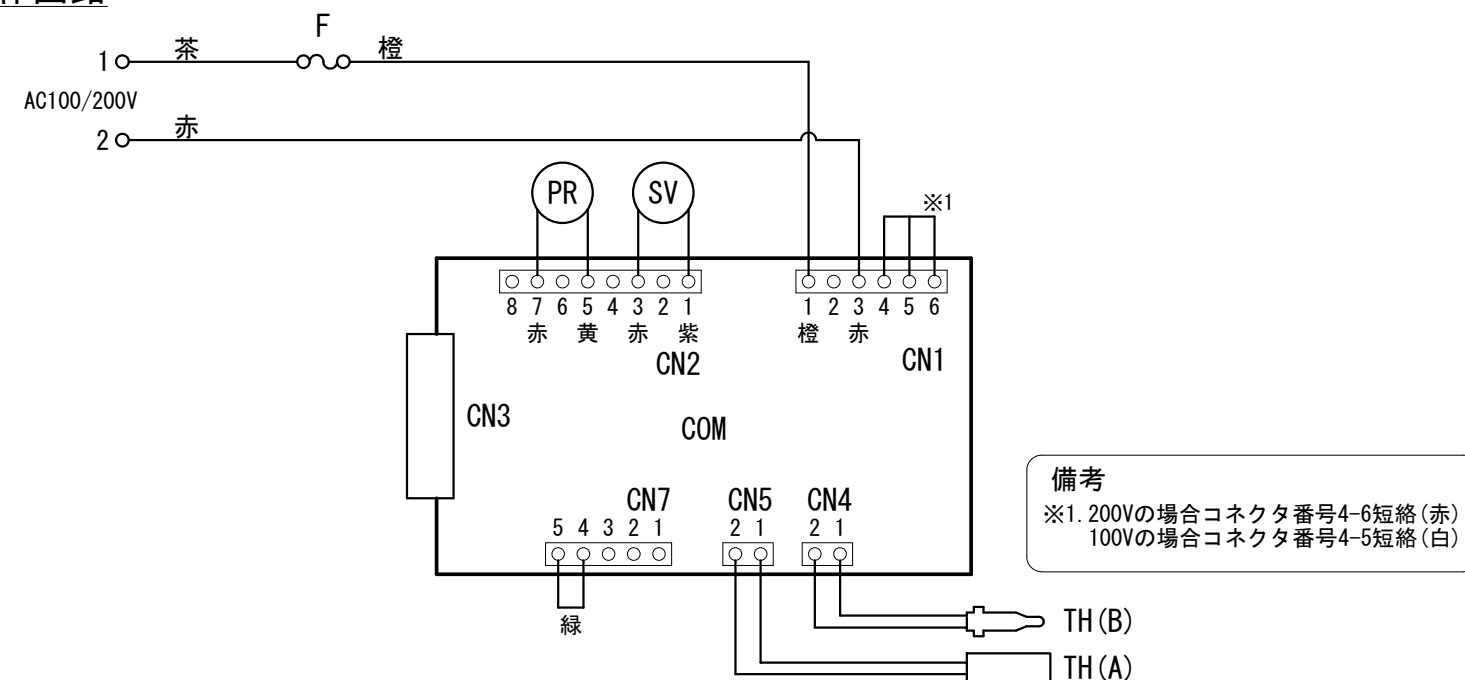 F
1 茶 橙
AC100/200V
2 赤
PR SV ※1
8 7 6 5 4 3 2 1 1 2 3 4 5 6
赤 黄 赤 紫 橙 赤
CN2 CN1
CN3
COM
CN7 CN5 CN4
5 4 3 2 1 2 1 2 1
緑
備考
※1.200Vの場合コネクタ番号4-6短絡(赤)
100Vの場合コネクタ番号4-5短絡(白)
TH(B)
TH(A)